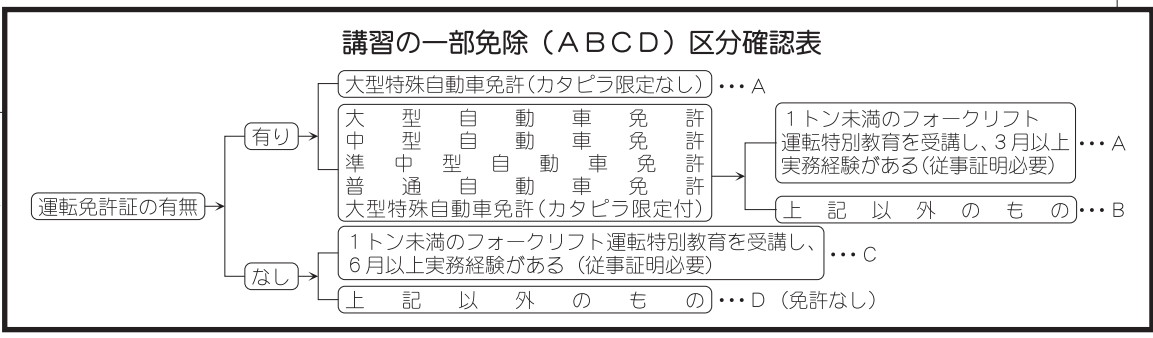 講習の一部免除(ABCD)区分確認表
運転免許証の有無
有り
大型特殊自動車免許(カタピラ限定なし)・・・A
大型自動車免許
中型自動車免許
準中型自動車免許
普通自動車免許
大型特殊自動車免許(カタピラ限定付)
1トン未満のフォークリフト
運転特別教育を受講し、3月以上・・・A
実務経験がある(従事証明必要)
上記以外のもの・・・B
なし
1トン未満のフォークリフト運転特別教育を受講し、
6月以上実務経験がある(従事証明必要)・・・C
上記以外のもの・・・D(免許なし)